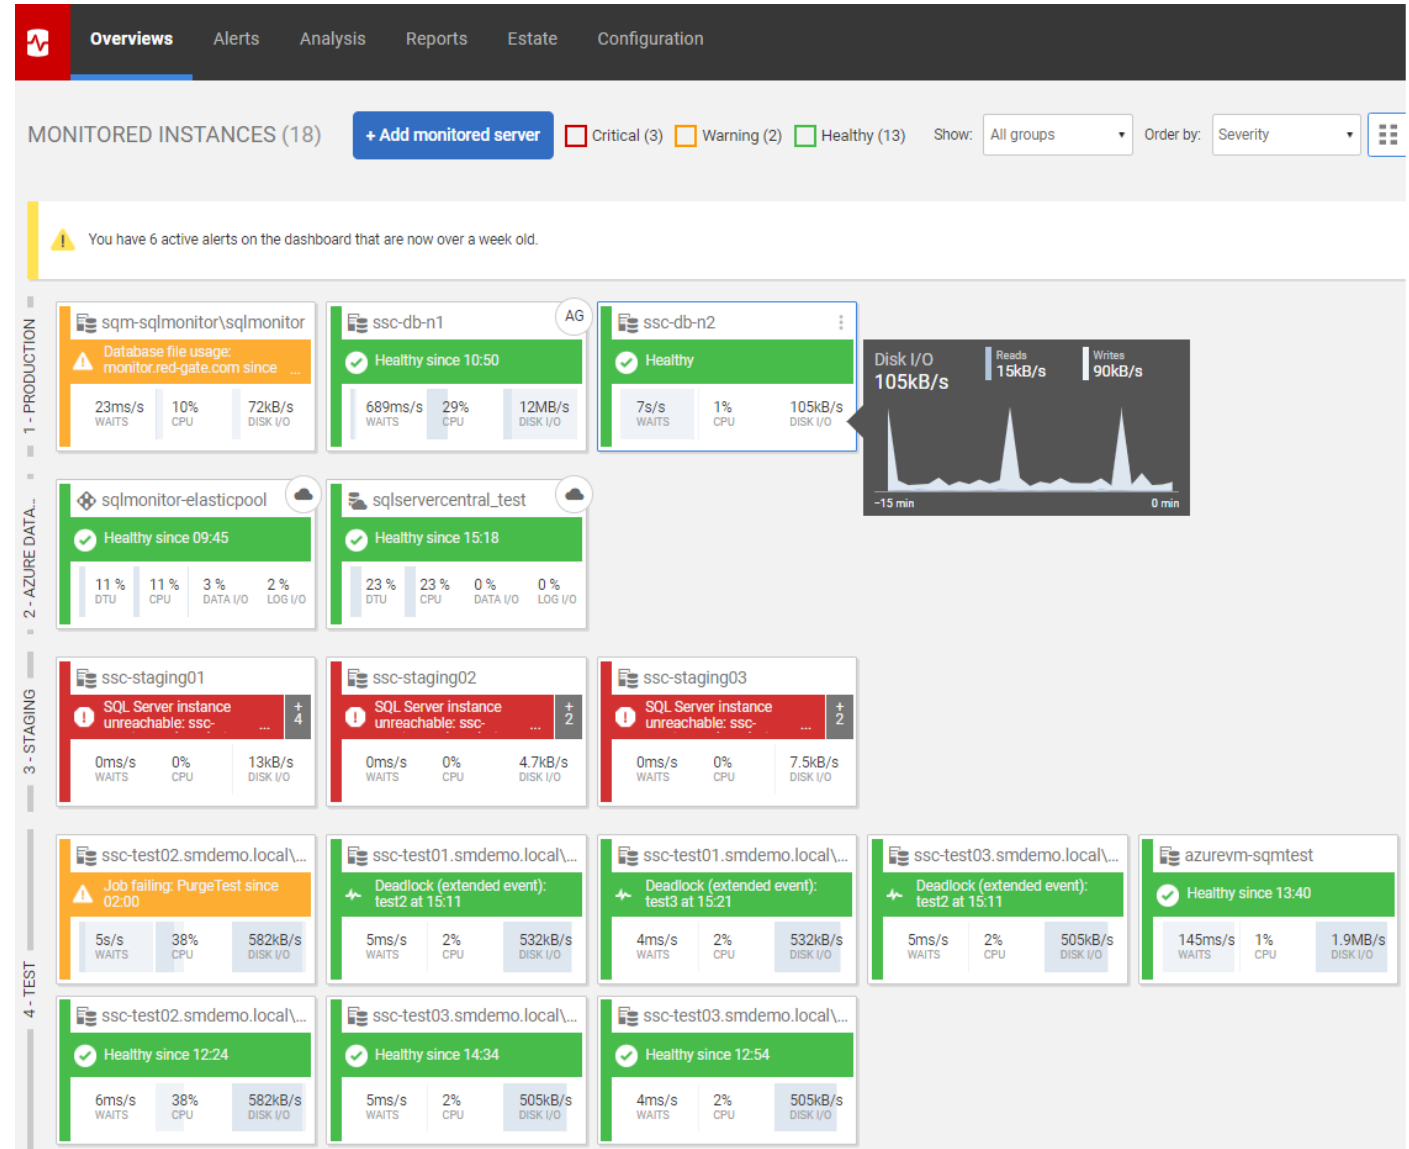 Overviews Alerts Analysis Reports Estate Configuration
MONITORED INSTANCES (18) + Add monitored server Critical (3) Warning (2) Healthy (13) Show: All groups Order by: Severity
You have 6 active alerts on the dashboard that are now over a week old.
1 - PRODUCTION
sqm-sqlmonitor\sqlmonitor
Database file usage:
monitor.red-gate.com since ...
23ms/s 10% 72kB/s
WAITS CPU DISK I/O
ssc-db-n1 AG
Healthy since 10:50
689ms/s 29% 12MB/s
WAITS CPU DISK I/O
ssc-db-n2
Healthy
7s/s 1% 105kB/s
WAITS CPU DISK I/O
Disk I/O
105kB/s
Reads
15kB/s
Writes
90kB/s
−15 min 0 min
2 - AZURE DATA...
sqlmonitor-elasticpool
Healthy since 09:45
11 % 11 % 3 % 2 %
DTU CPU DATA I/O LOG I/O
sqlservercentral_test
Healthy since 15:18
23 % 23 % 0 % 0 %
DTU CPU DATA I/O LOG I/O
3 - STAGING
ssc-staging01
SQL Server instance
unreachable: ssc- ...
+
4
0ms/s 0% 13kB/s
WAITS CPU DISK I/O
ssc-staging02
SQL Server instance
unreachable: ssc- ...
+
2
0ms/s 0% 4.7kB/s
WAITS CPU DISK I/O
ssc-staging03
SQL Server instance
unreachable: ssc- ...
+
2
0ms/s 0% 7.5kB/s
WAITS CPU DISK I/O
4 - TEST
ssc-test02.smdemo.local\...
Job failing: PurgeTest since
02:00
5s/s 38% 582kB/s
WAITS CPU DISK I/O
ssc-test01.smdemo.local\...
Deadlock (extended event):
test2 at 15:11
5ms/s 2% 532kB/s
WAITS CPU DISK I/O
ssc-test01.smdemo.local\...
Deadlock (extended event):
test3 at 15:21
4ms/s 2% 532kB/s
WAITS CPU DISK I/O
ssc-test03.smdemo.local\...
Deadlock (extended event):
test2 at 15:11
5ms/s 2% 505kB/s
WAITS CPU DISK I/O
azurevm-sqmtest
Healthy since 13:40
145ms/s 1% 1.9MB/s
WAITS CPU DISK I/O
ssc-test02.smdemo.local\...
Healthy since 12:24
6ms/s 38% 582kB/s
WAITS CPU DISK I/O
ssc-test03.smdemo.local\...
Healthy since 14:34
5ms/s 2% 505kB/s
WAITS CPU DISK I/O
ssc-test03.smdemo.local\...
Healthy since 12:54
4ms/s 2% 505kB/s
WAITS CPU DISK I/O